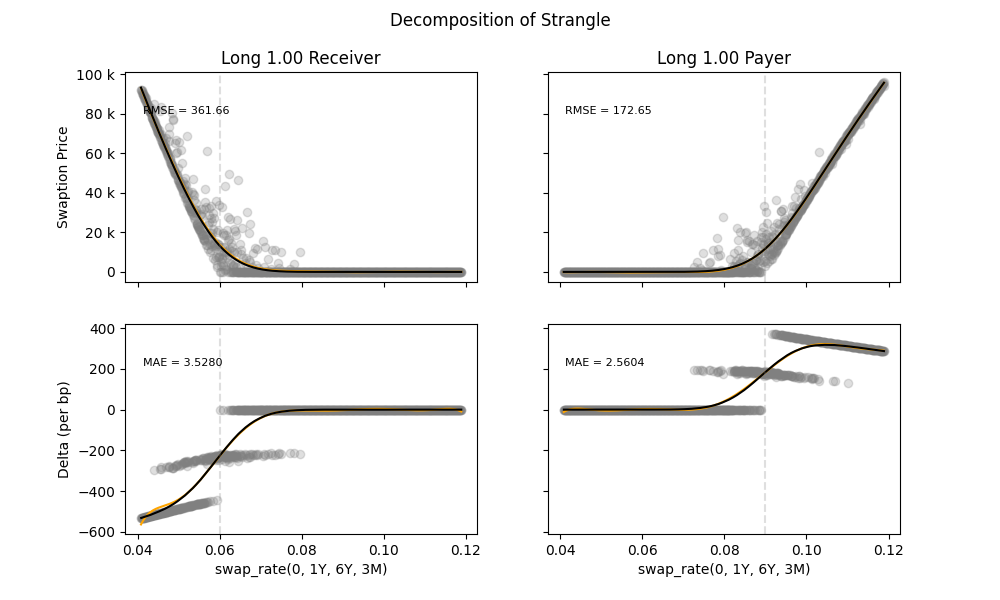 Decomposition of Strangle
Long 1.00 Receiver
Long 1.00 Payer
100 k
80 k
60 k
40 k
20 k
0
Swaption Price
RMSE = 361.66
RMSE = 172.65
400
200
0
−200
−400
−600
Delta (per bp)
MAE = 3.5280
MAE = 2.5604
0.04
0.06
0.08
0.10
0.12
0.04
0.06
0.08
0.10
0.12
swap_rate(0, 1Y, 6Y, 3M)
swap_rate(0, 1Y, 6Y, 3M)